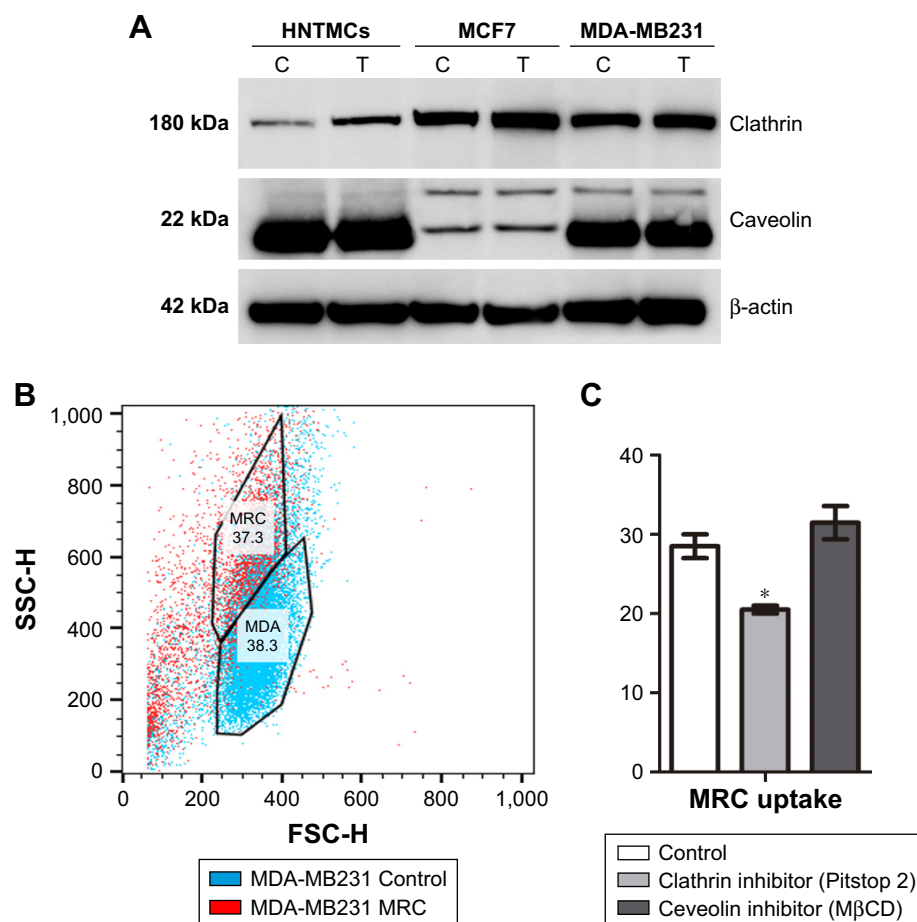 A
HNTMCs MCF7 MDA-MB231
C T C T C T
180 kDa Clathrin
22 kDa Caveolin
42 kDa β-actin
B
1,000
800
600
400
200
0
SSC-H
MRC
37.3
MDA
38.3
0 200 400 600 800 1,000
FSC-H
MDA-MB231 Control
MDA-MB231 MRC
C
40
30
20
10
0
*
MRC uptake
Control
Clathrin inhibitor (Pitstop 2)
Ceveolin inhibitor (MβCD)